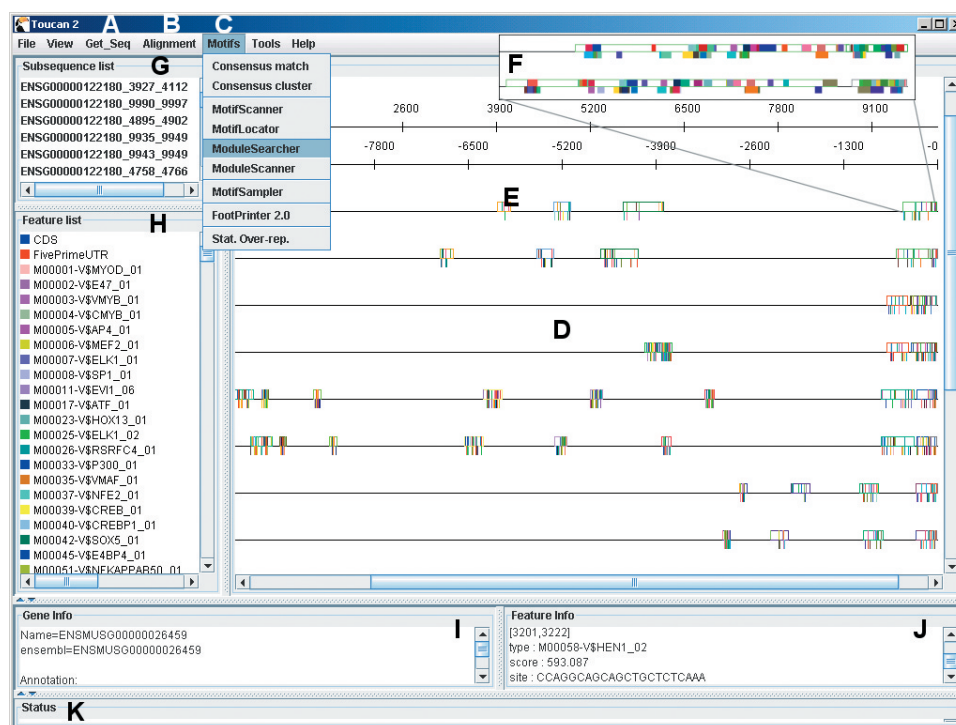 A B C
Toucan 2
File View Get_Seq Alignment Motifs Tools Help
Subsequence list G
ENSG00000122180_3927_4112
ENSG00000122180_9990_9997
ENSG00000122180_4895_4902
ENSG00000122180_9935_9949
ENSG00000122180_9943_9949
ENSG00000122180_4758_4766
Consensus match
Consensus cluster
MotifScanner
MotifLocator
ModuleSearcher
ModuleScanner
MotifSampler
FootPrinter 2.0
Stat. Over-rep.
F
2600 3900 5200 6500 7800 9100
-7800 -6500 -5200 -3900 -2600 -1300 -0
E
D
Feature list H
CDS
FivePrimeUTR
M00001-V$MYOD_01
M00002-V$E47_01
M00003-V$VMYB_01
M00004-V$CMYB_01
M00005-V$AP4_01
M00006-V$MEF2_01
M00007-V$ELK1_01
M00008-V$SP1_01
M00011-V$EVI1_06
M00017-V$ATF_01
M00023-V$HOX13_01
M00025-V$ELK1_02
M00026-V$RSRFC4_01
M00033-V$P300_01
M00035-V$VMAF_01
M00037-V$NFE2_01
M00039-V$CREB_01
M00040-V$CREBP1_01
M00042-V$SOX5_01
M00045-V$E4BP4_01
M00051-V$NFKAPPAB50_01
Gene Info I
Name=ENSMUSG00000026459
ensembl=ENSMUSG00000026459
Annotation:
Feature Info J
[3201,3222]
type : M00058-V$HEN1_02
score : 593.087
site : CCAGGCAGCAGCTGCTCTCAAA
Status K